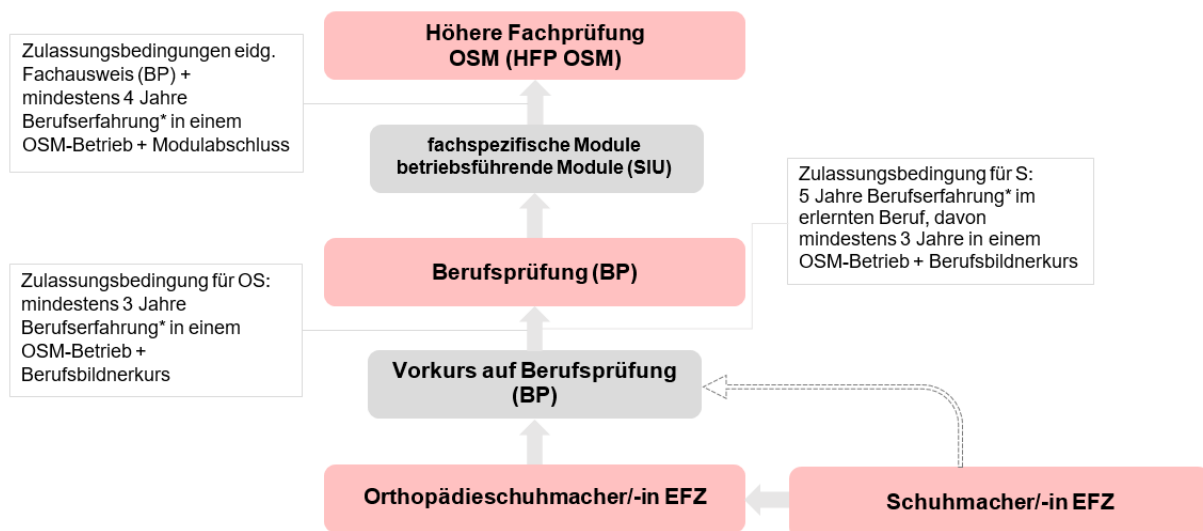 Höhere Fachprüfung
OSM (HFP OSM)
Zulassungsbedingungen eidg.
Fachausweis (BP) +
mindestens 4 Jahre
Berufserfahrung* in einem
OSM-Betrieb + Modulabschluss
fachspezifische Module
betriebsführende Module (SIU)
Zulassungsbedingung für S:
5 Jahre Berufserfahrung* im
erlernten Beruf, davon
mindestens 3 Jahre in einem
OSM-Betrieb + Berufsbildnerkurs
Berufsprüfung (BP)
Zulassungsbedingung für OS:
mindestens 3 Jahre
Berufserfahrung* in einem
OSM-Betrieb +
Berufsbildnerkurs
Vorkurs auf Berufsprüfung
(BP)
Orthopädieschuhmacher/-in EFZ
Schuhmacher/-in EFZ